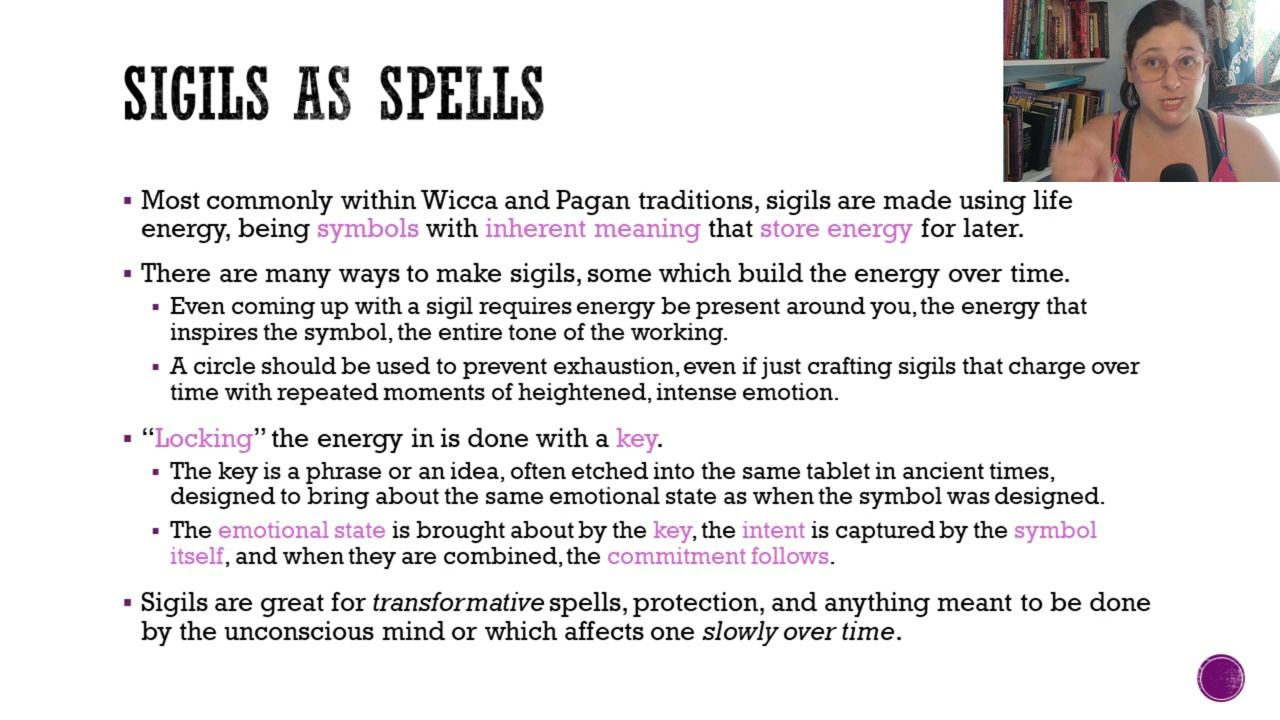 SIGILS AS SPELLS
▪ Most commonly within Wicca and Pagan traditions, sigils are made using life
energy, being symbols with inherent meaning that store energy for later.
▪ There are many ways to make sigils, some which build the energy over time.
▪ Even coming up with a sigil requires energy be present around you, the energy that
inspires the symbol, the entire tone of the working.
▪ A circle should be used to prevent exhaustion, even if just crafting sigils that charge over
time with repeated moments of heightened, intense emotion.
▪ “Locking” the energy in is done with a key.
▪ The key is a phrase or an idea, often etched into the same tablet in ancient times,
designed to bring about the same emotional state as when the symbol was designed.
▪ The emotional state is brought about by the key, the intent is captured by the symbol
itself, and when they are combined, the commitment follows.
▪ Sigils are great for transformative spells, protection, and anything meant to be done
by the unconscious mind or which affects one slowly over time.